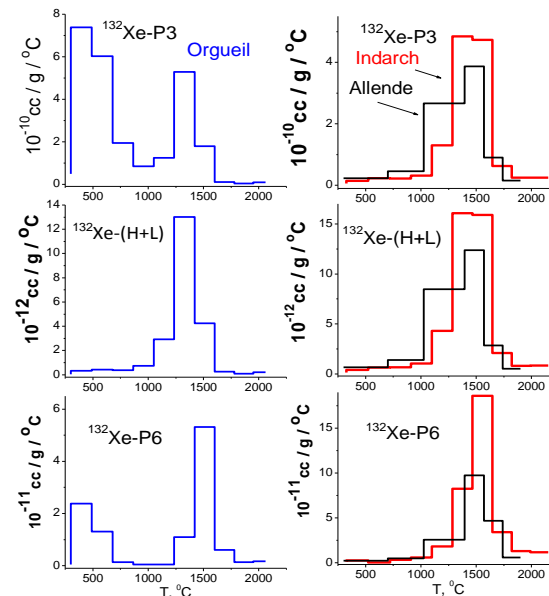 ¹³²Xe-P3
Orgueil
10⁻¹⁰cc / g / °C
8
6
4
2
0
500 1000 1500 2000
¹³²Xe-P3
Indarch
Allende
10⁻¹⁰cc / g / °C
4
2
0
500 1000 1500 2000
¹³²Xe-(H+L)
10⁻¹²cc / g / °C
14
12
10
8
6
4
2
0
500 1000 1500 2000
¹³²Xe-(H+L)
10⁻¹²cc / g / °C
15
10
5
0
500 1000 1500 2000
¹³²Xe-P6
10⁻¹¹cc / g / °C
6
4
2
0
500 1000 1500 2000
T, °C
¹³²Xe-P6
10⁻¹¹cc / g / °C
15
10
5
0
500 1000 1500 2000
T, °C